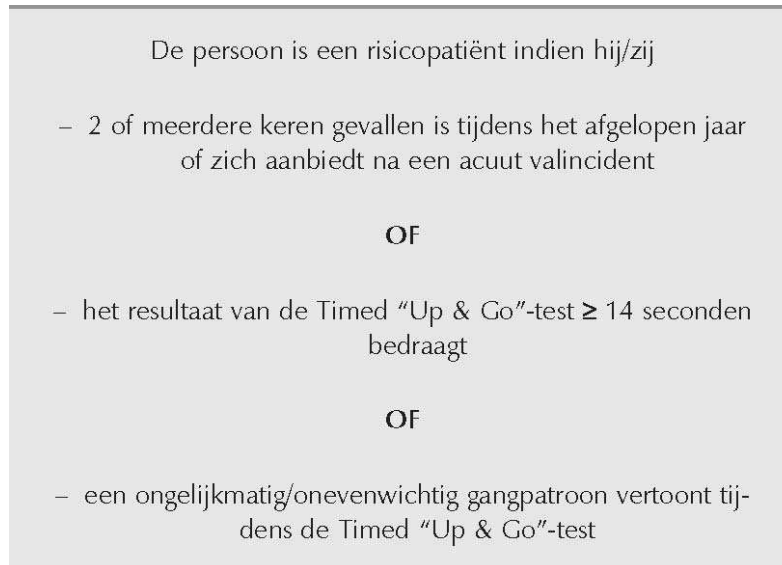 De persoon is een risicopatiënt indien hij/zij
– 2 of meerdere keren gevallen is tijdens het afgelopen jaar
of zich aanbiedt na een acuut valincident
OF
– het resultaat van de Timed “Up & Go”-test ≥ 14 seconden
bedraagt
OF
– een ongelijkmatig/onevenwichtig gangpatroon vertoont tij-
dens de Timed “Up & Go”-test